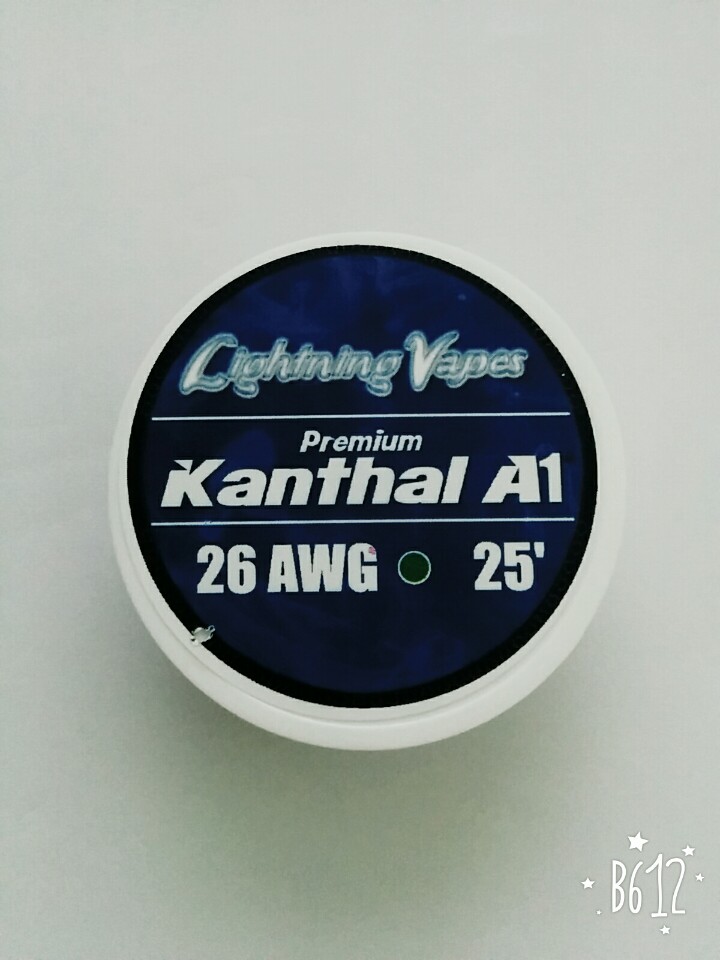 Lightning Vapes
Premium
Kanthal A1
26 AWG 25'
B612